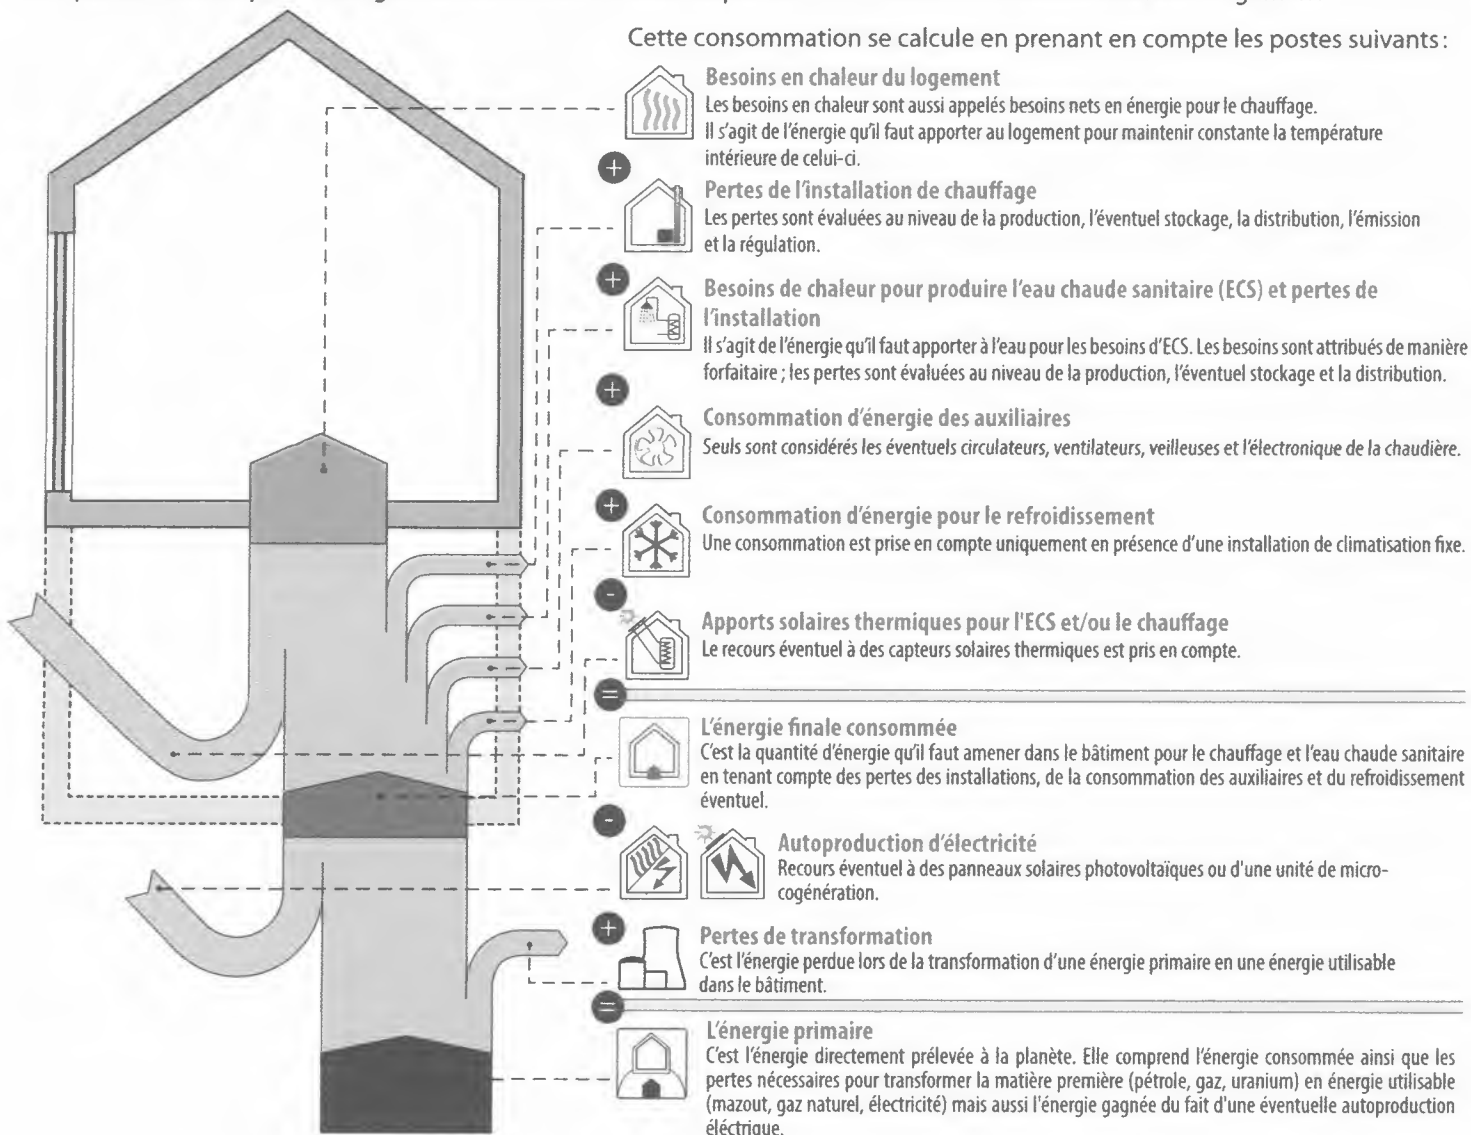 Cette consommation se calcule en prenant en compte les postes suivants:
Besoins en chaleur du logement
Les besoins en chaleur sont aussi appelés besoins nets en énergie pour le chauffage.
Il s'agit de l'énergie qu'il faut apporter au logement pour maintenir constante la température
intérieure de celui-ci.
+
Pertes de l'installation de chauffage
Les pertes sont évaluées au niveau de la production, l'éventuel stockage, la distribution, l'émission
et la régulation.
+
Besoins de chaleur pour produire l'eau chaude sanitaire (ECS) et pertes de
l'installation
Il s'agit de l'énergie qu'il faut apporter à l'eau pour les besoins d'ECS. Les besoins sont attribués de manière
forfaitaire ; les pertes sont évaluées au niveau de la production, l'éventuel stockage et la distribution.
+
Consommation d'énergie des auxiliaires
Seuls sont considérés les éventuels circulateurs, ventilateurs, veilleuses et l'électronique de la chaudière.
+
Consommation d'énergie pour le refroidissement
Une consommation est prise en compte uniquement en présence d'une installation de climatisation fixe.
-
Apports solaires thermiques pour l'ECS et/ou le chauffage
Le recours éventuel à des capteurs solaires thermiques est pris en compte.
=
L'énergie finale consommée
C'est la quantité d'énergie qu'il faut amener dans le bâtiment pour le chauffage et l'eau chaude sanitaire
en tenant compte des pertes des installations, de la consommation des auxiliaires et du refroidissement
éventuel.
-
Autoproduction d'électricité
Recours éventuel à des panneaux solaires photovoltaïques ou d'une unité de micro-
cogénération.
+
Pertes de transformation
C'est l'énergie perdue lors de la transformation d'une énergie primaire en une énergie utilisable
dans le bâtiment.
=
L'énergie primaire
C'est l'énergie directement prélevée à la planète. Elle comprend l'énergie consommée ainsi que les
pertes nécessaires pour transformer la matière première (pétrole, gaz, uranium) en énergie utilisable
(mazout, gaz naturel, électricité) mais aussi l'énergie gagnée du fait d'une éventuelle autoproduction
éléctrique.